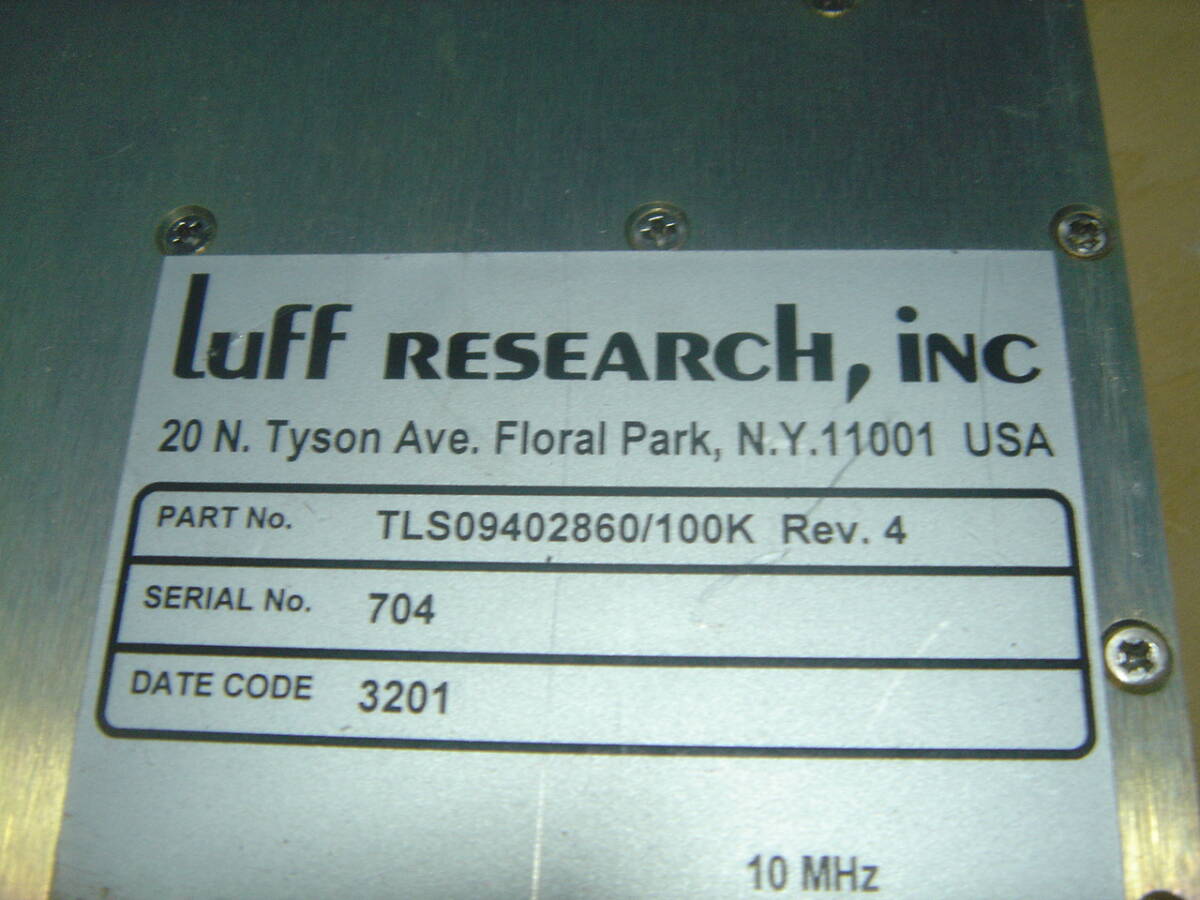 Luff RESEARCH, INC
20 N. Tyson Ave. Floral Park, N.Y.11001 USA
PART No. TLS09402860/100K Rev. 4
SERIAL No. 704
DATE CODE 3201
10 MHz